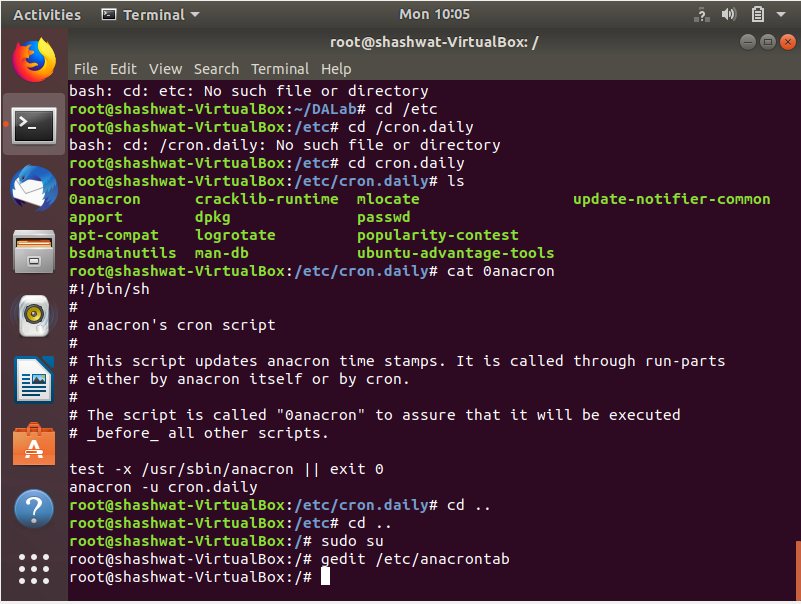 Activities Terminal Mon 10:05
root@shashwat-VirtualBox: /
File Edit View Search Terminal Help
bash: cd: etc: No such file or directory
root@shashwat-VirtualBox:~/DALab# cd /etc
root@shashwat-VirtualBox:/etc# cd /cron.daily
bash: cd: /cron.daily: No such file or directory
root@shashwat-VirtualBox:/etc# cd cron.daily
root@shashwat-VirtualBox:/etc/cron.daily# ls
0anacron cracklib-runtime mlocate update-notifier-common
apport dpkg passwd
apt-compat logrotate popularity-contest
bsdmainutils man-db ubuntu-advantage-tools
root@shashwat-VirtualBox:/etc/cron.daily# cat 0anacron
#!/bin/sh
#
# anacron's cron script
#
# This script updates anacron time stamps. It is called through run-parts
# either by anacron itself or by cron.
#
# The script is called "0anacron" to assure that it will be executed
# _before_ all other scripts.
test -x /usr/sbin/anacron || exit 0
anacron -u cron.daily
root@shashwat-VirtualBox:/etc/cron.daily# cd ..
root@shashwat-VirtualBox:/etc# cd ..
root@shashwat-VirtualBox:/# sudo su
root@shashwat-VirtualBox:/# gedit /etc/anacrontab
root@shashwat-VirtualBox:/#